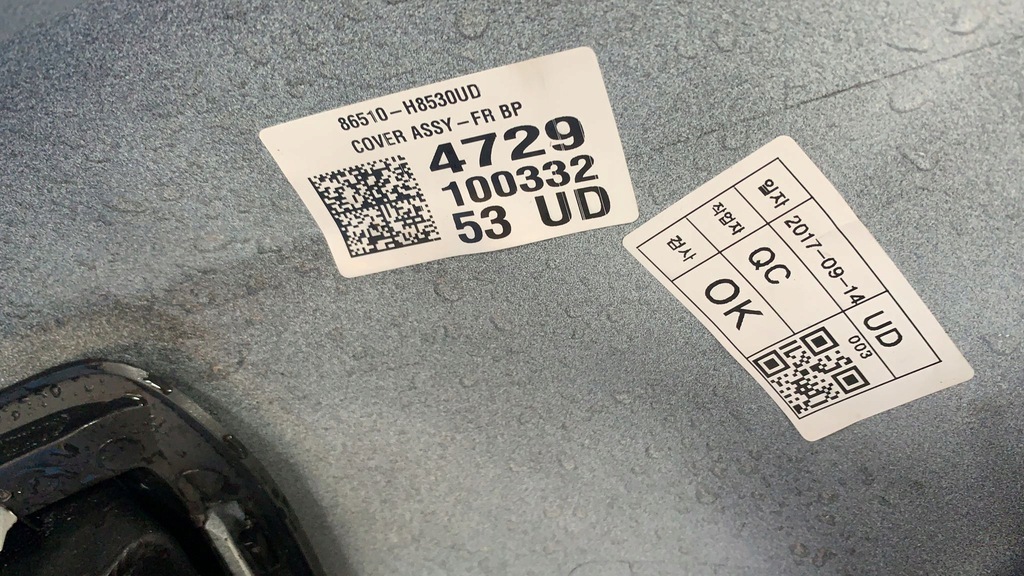 86510-H8530UD
COVER ASSY-FR BP
4729
100332
53 UD
일자 2017-09-14 UD
작업자 QC 003
검사 OK